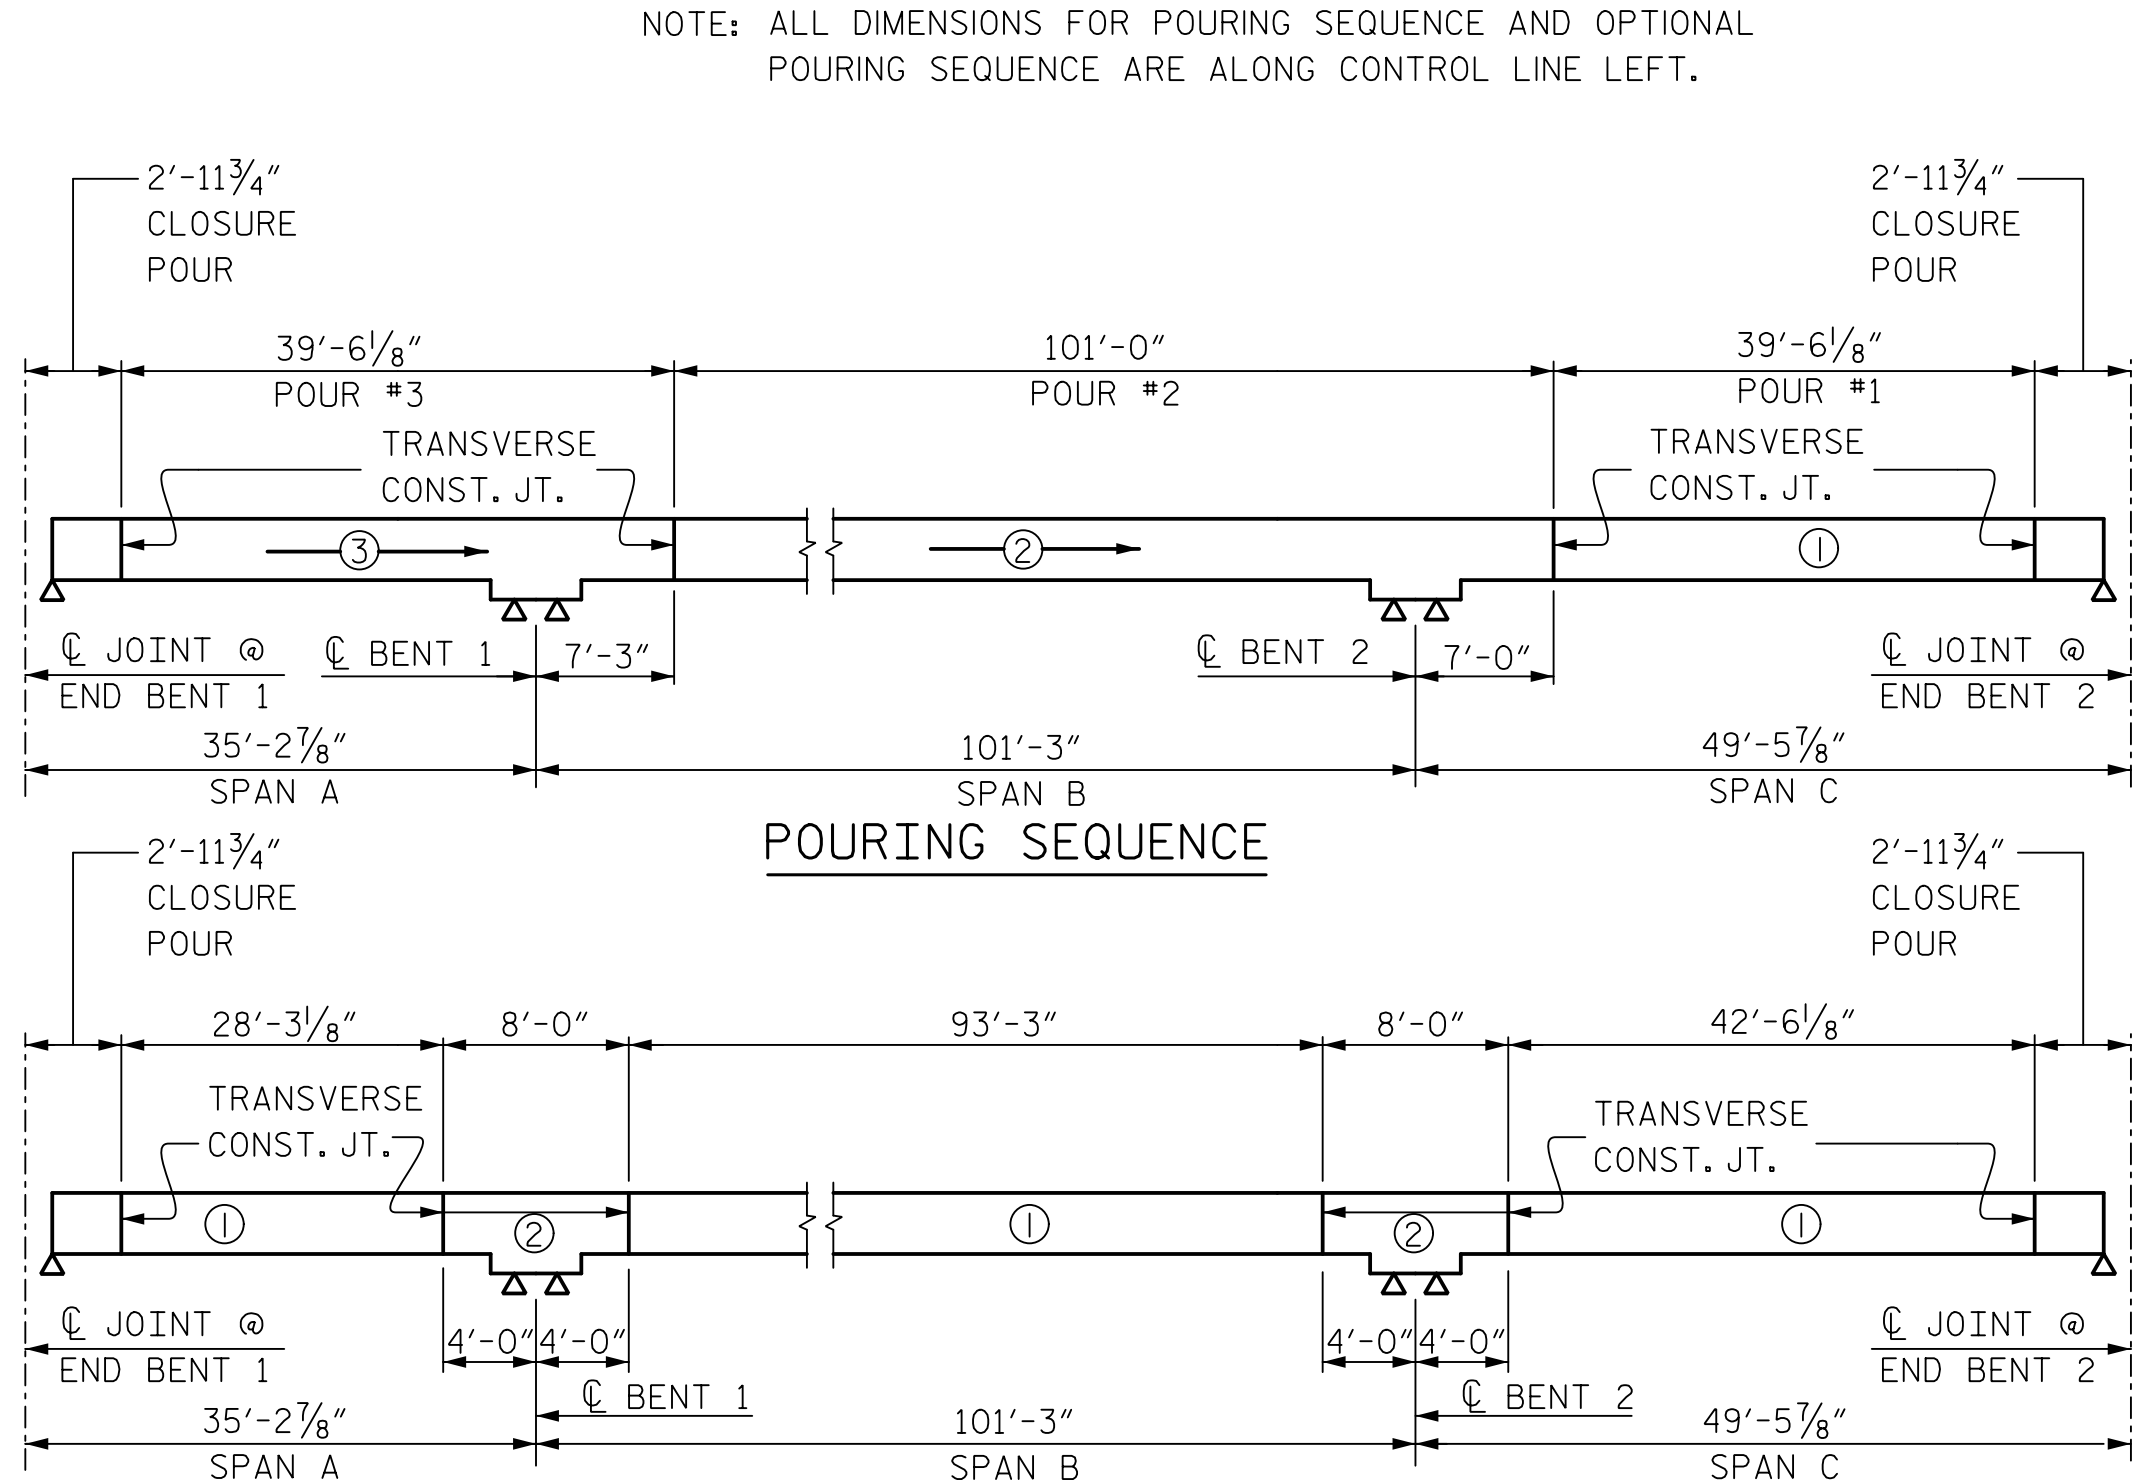 NOTE: ALL DIMENSIONS FOR POURING SEQUENCE AND OPTIONAL
POURING SEQUENCE ARE ALONG CONTROL LINE LEFT.
2'-11¾"
CLOSURE
POUR
2'-11¾"
CLOSURE
POUR
39'-6⅛"
POUR #3
101'-0"
POUR #2
39'-6⅛"
POUR #1
TRANSVERSE
CONST. JT.
TRANSVERSE
CONST. JT.
3
2
1
℄ JOINT @
END BENT 1
℄ BENT 1
7'-3"
℄ BENT 2
7'-0"
℄ JOINT @
END BENT 2
35'-2⅞"
SPAN A
101'-3"
SPAN B
49'-5⅞"
SPAN C
POURING SEQUENCE
2'-11¾"
CLOSURE
POUR
2'-11¾"
CLOSURE
POUR
28'-3⅛"
8'-0"
93'-3"
8'-0"
42'-6⅛"
TRANSVERSE
CONST. JT.
TRANSVERSE
CONST. JT.
1
2
1
2
1
℄ JOINT @
END BENT 1
4'-0"
4'-0"
4'-0"
4'-0"
℄ JOINT @
END BENT 2
℄ BENT 1
℄ BENT 2
35'-2⅞"
SPAN A
101'-3"
SPAN B
49'-5⅞"
SPAN C